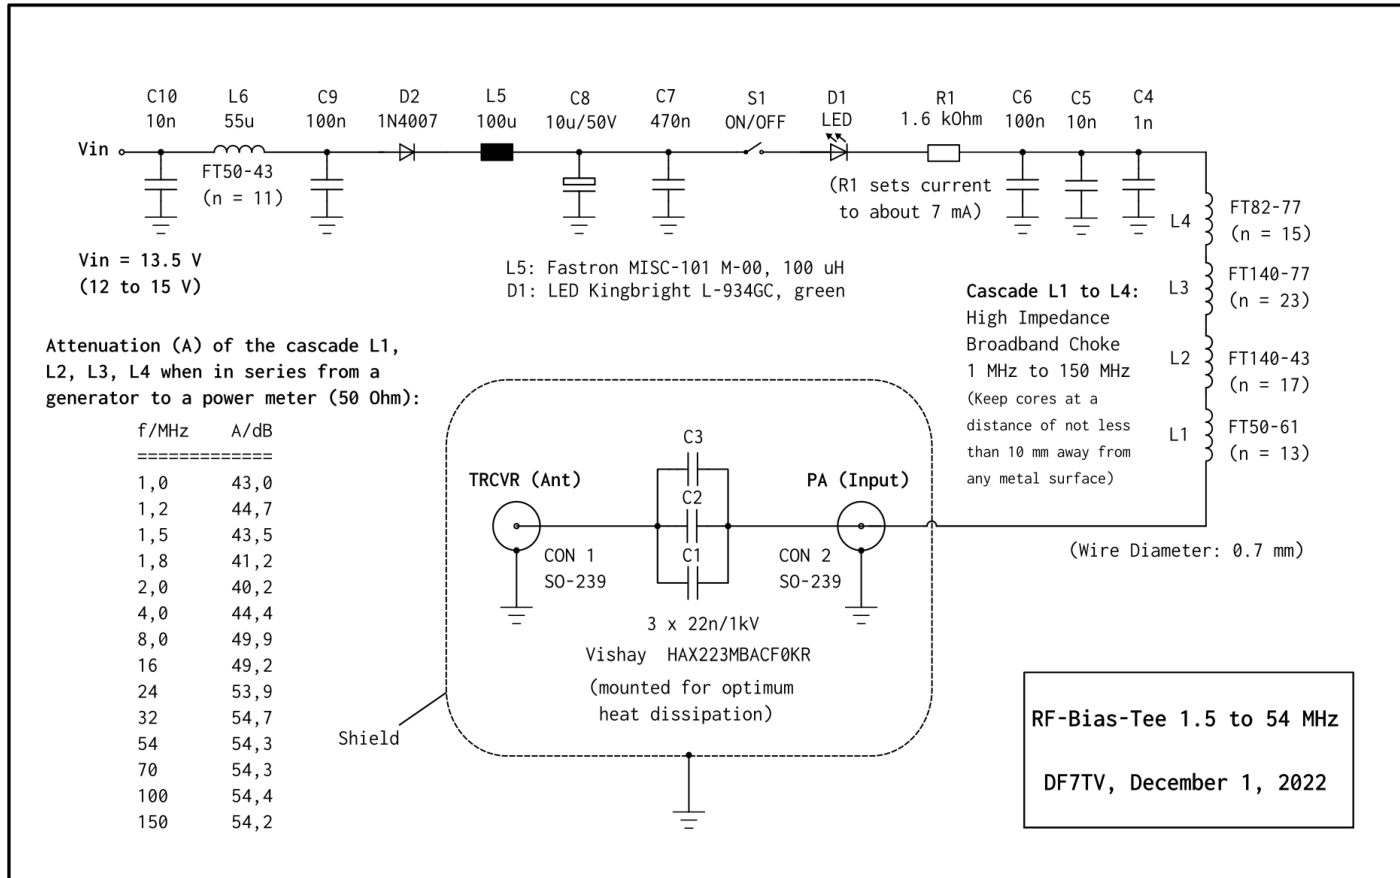 C10 L6 C9 D2 L5 C8 C7 S1 D1 R1 C6 C5 C4
10n 55u 100n 1N4007 100u 10u/50V 470n ON/OFF LED 1.6 kOhm 100n 10n 1n
Vin
FT50-43
(n = 11)
(R1 sets current
to about 7 mA)
L4
FT82-77
(n = 15)
Vin = 13.5 V
(12 to 15 V)
L5: Fastron MISC-101 M-00, 100 uH
D1: LED Kingbright L-934GC, green
L3
FT140-77
(n = 23)
Cascade L1 to L4:
High Impedance
Broadband Choke
1 MHz to 150 MHz
(Keep cores at a
distance of not less
than 10 mm away from
any metal surface)
L2
FT140-43
(n = 17)
L1
FT50-61
(n = 13)
Attenuation (A) of the cascade L1,
L2, L3, L4 when in series from a
generator to a power meter (50 Ohm):
f/MHz A/dB
=============
1,0 43,0
1,2 44,7
1,5 43,5
1,8 41,2
2,0 40,2
4,0 44,4
8,0 49,9
16 49,2
24 53,9
32 54,7
54 54,3
70 54,3
100 54,4
150 54,2
TRCVR (Ant)
CON 1
SO-239
C3
C2
C1
PA (Input)
CON 2
SO-239
3 x 22n/1kV
Vishay HAX223MBACF0KR
(mounted for optimum
heat dissipation)
Shield
(Wire Diameter: 0.7 mm)
RF-Bias-Tee 1.5 to 54 MHz
DF7TV, December 1, 2022